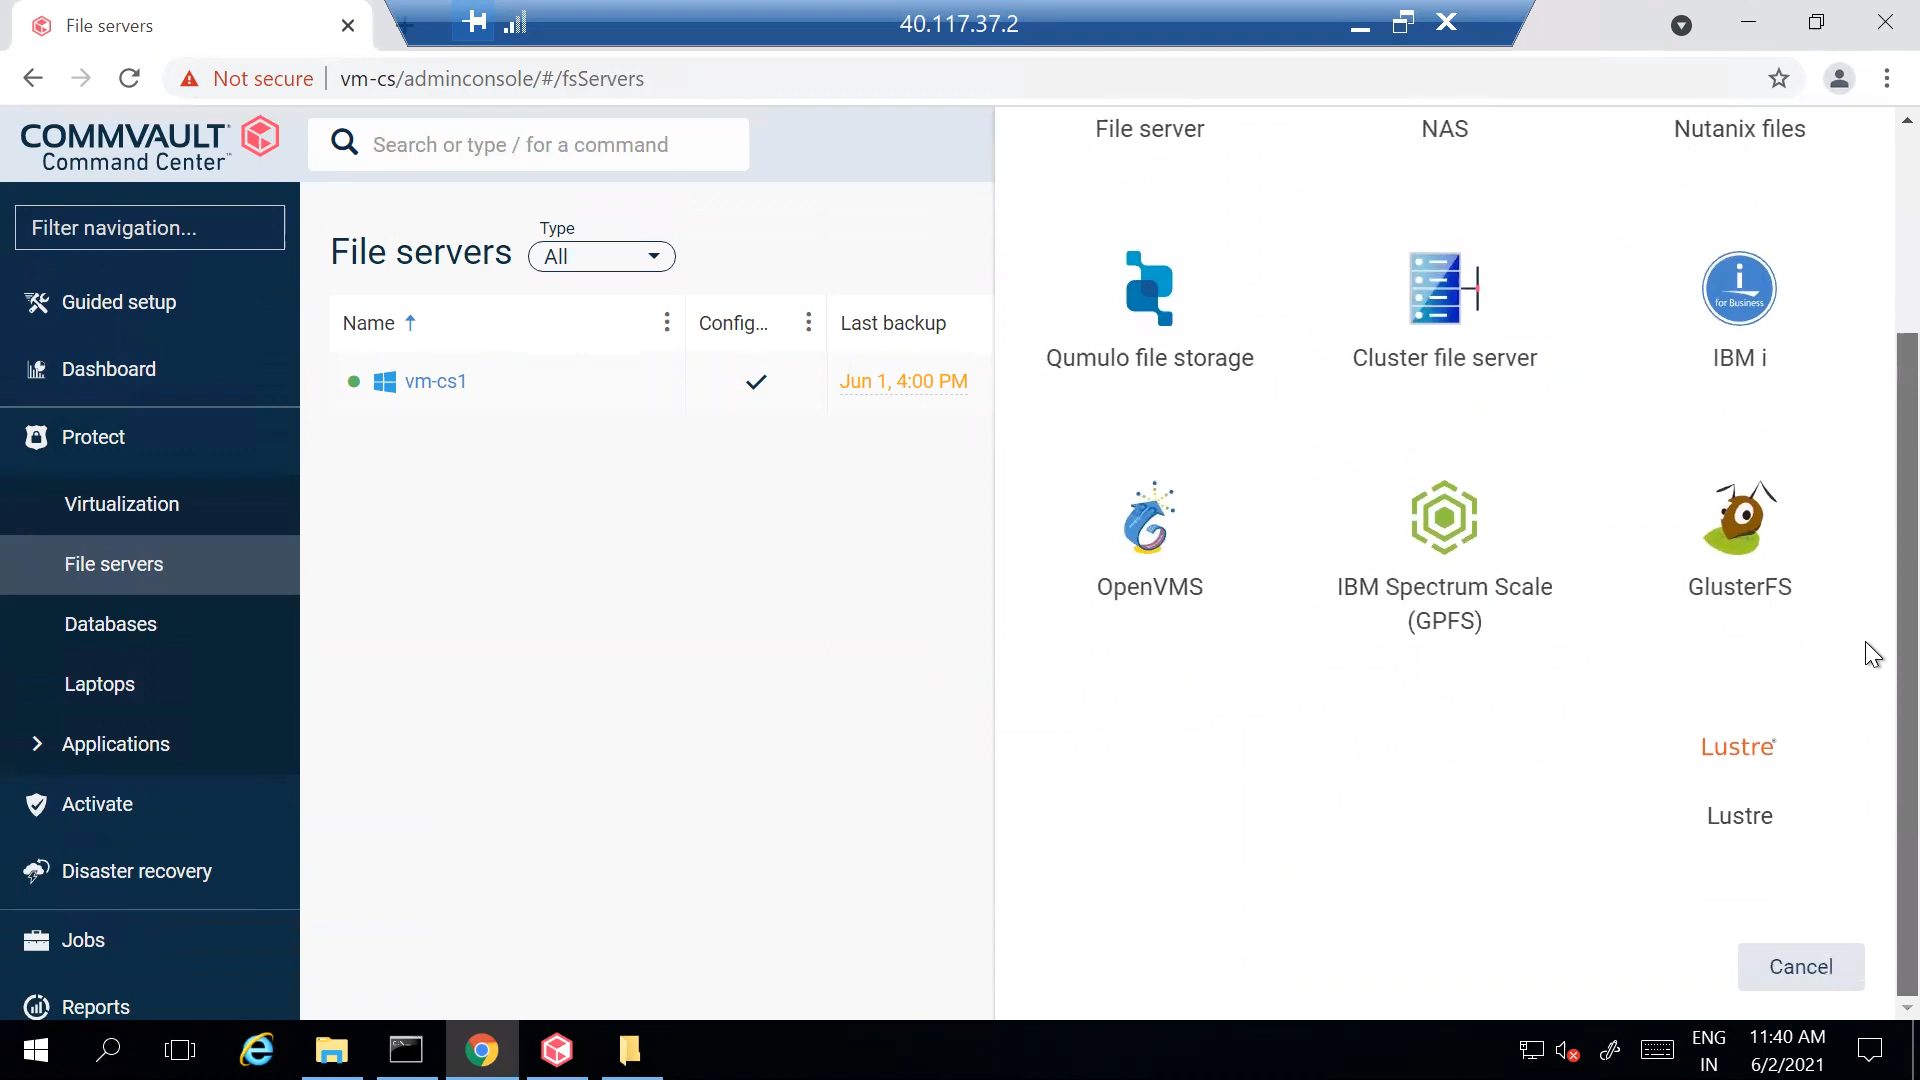 File servers
40.117.37.2
Not secure
vm-cs/adminconsole/#/fsServers
COMMVAULT
Command Center™
Search or type / for a command
Filter navigation...
Guided setup
Dashboard
Protect
Virtualization
File servers
Databases
Laptops
Applications
Activate
Disaster recovery
Jobs
Reports
File servers
Type
All
Name
Config...
Last backup
vm-cs1
Jun 1, 4:00 PM
File server
NAS
Nutanix files
i
for Business
Qumulo file storage
Cluster file server
IBM i
OpenVMS
IBM Spectrum Scale
(GPFS)
GlusterFS
Lustre
Lustre
Cancel
ENG
IN
11:40 AM
6/2/2021